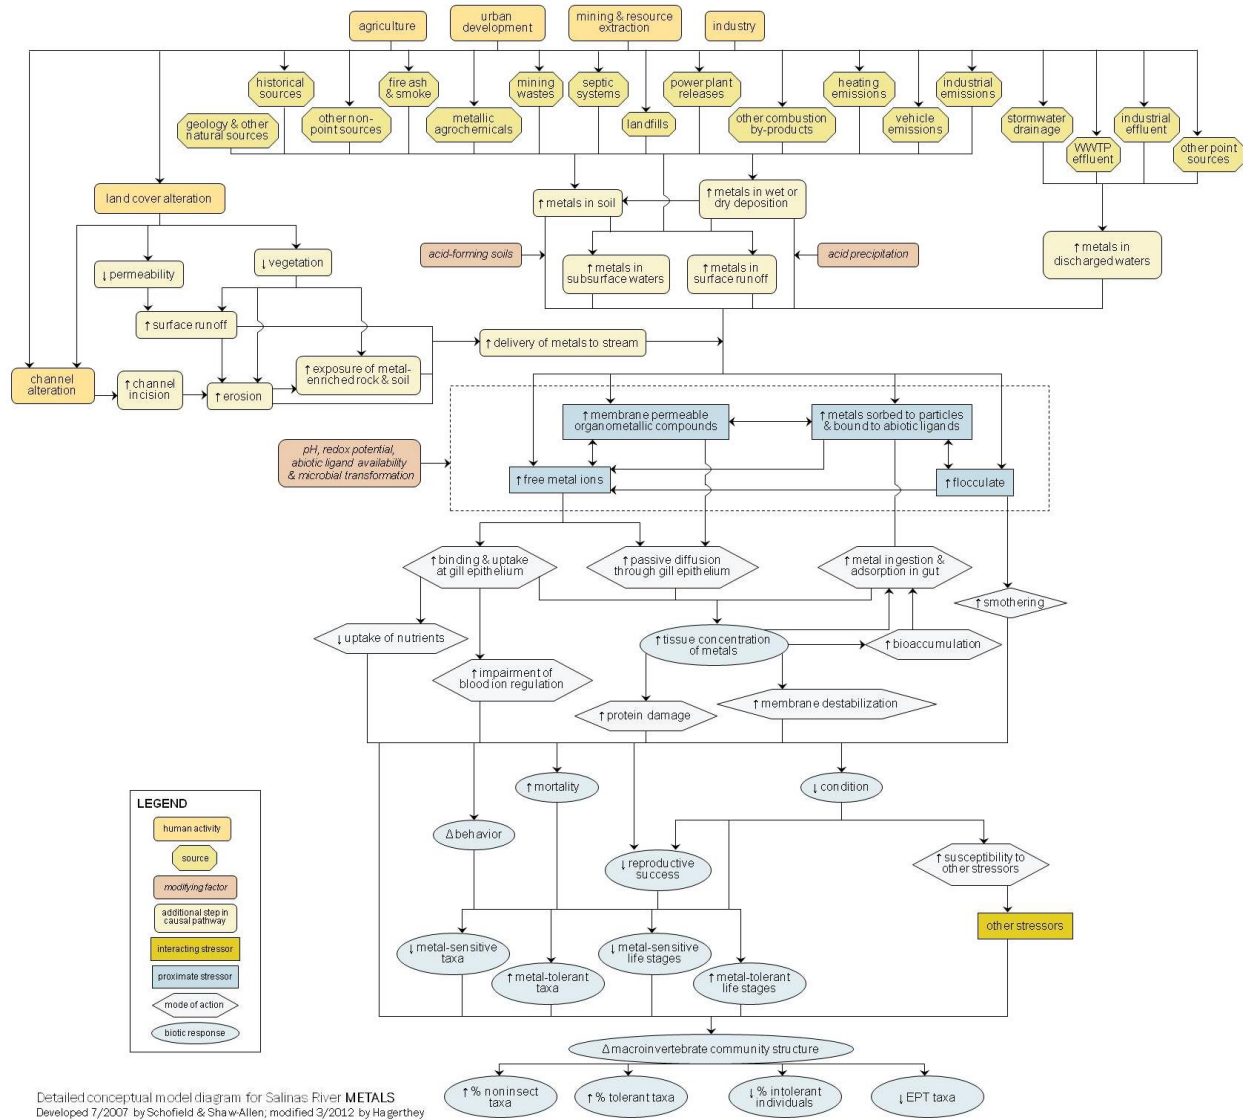 agriculture
urban
development
mining & resource
extraction
industry
historical
sources
fire ash
& smoke
mining
wastes
septic
systems
power plant
releases
heating
emissions
industrial
emissions
geology & other
natural sources
other non-
point sources
metallic
agrochemicals
landfills
other combustion
by-products
vehicle
emissions
stormwater
drainage
WWTP
effluent
industrial
effluent
other point
sources
land cover alteration
↑ metals in soil
↑ metals in wet or
dry deposition
acid-forming soils
acid precipitation
↑ metals in
discharged waters
↓ permeability
↓ vegetation
↑ metals in
subsurface waters
↑ metals in
surface runoff
↑ surface runoff
↑ delivery of metals to stream
channel
alteration
↑ channel
incision
↑ erosion
↑ exposure of metal-
enriched rock & soil
↑ membrane permeable
organometallic compounds
↑ metals sorbed to particles
& bound to abiotic ligands
pH, redox potential,
abiotic ligand availability
& microbial transformation
↑ free metal ions
↑ flocculate
↑ binding & uptake
at gill epithelium
↑ passive diffusion
through gill epithelium
↑ metal ingestion &
adsorption in gut
↑ smothering
↓ uptake of nutrients
↑ tissue concentration
of metals
↑ bioaccumulation
↑ impairment of
blood ion regulation
↑ protein damage
↑ membrane destabilization
↑ mortality
↓ condition
Δ behavior
↓ reproductive
success
↑ susceptibility to
other stressors
other stressors
↓ metal-sensitive
taxa
↑ metal-tolerant
taxa
↓ metal-sensitive
life stages
↑ metal-tolerant
life stages
Δ macroinvertebrate community structure
↑ % noninsect
taxa
↑ % tolerant taxa
↓ % intolerant
individuals
↓ EPT taxa
LEGEND
human activity
source
modifying factor
additional step in
causal pathway
interacting stressor
proximate stressor
mode of action
biotic response
Detailed conceptual model diagram for Salinas River METALS
Developed 7/2007 by Schofield & Shaw-Allen; modified 3/2012 by Hagerthey